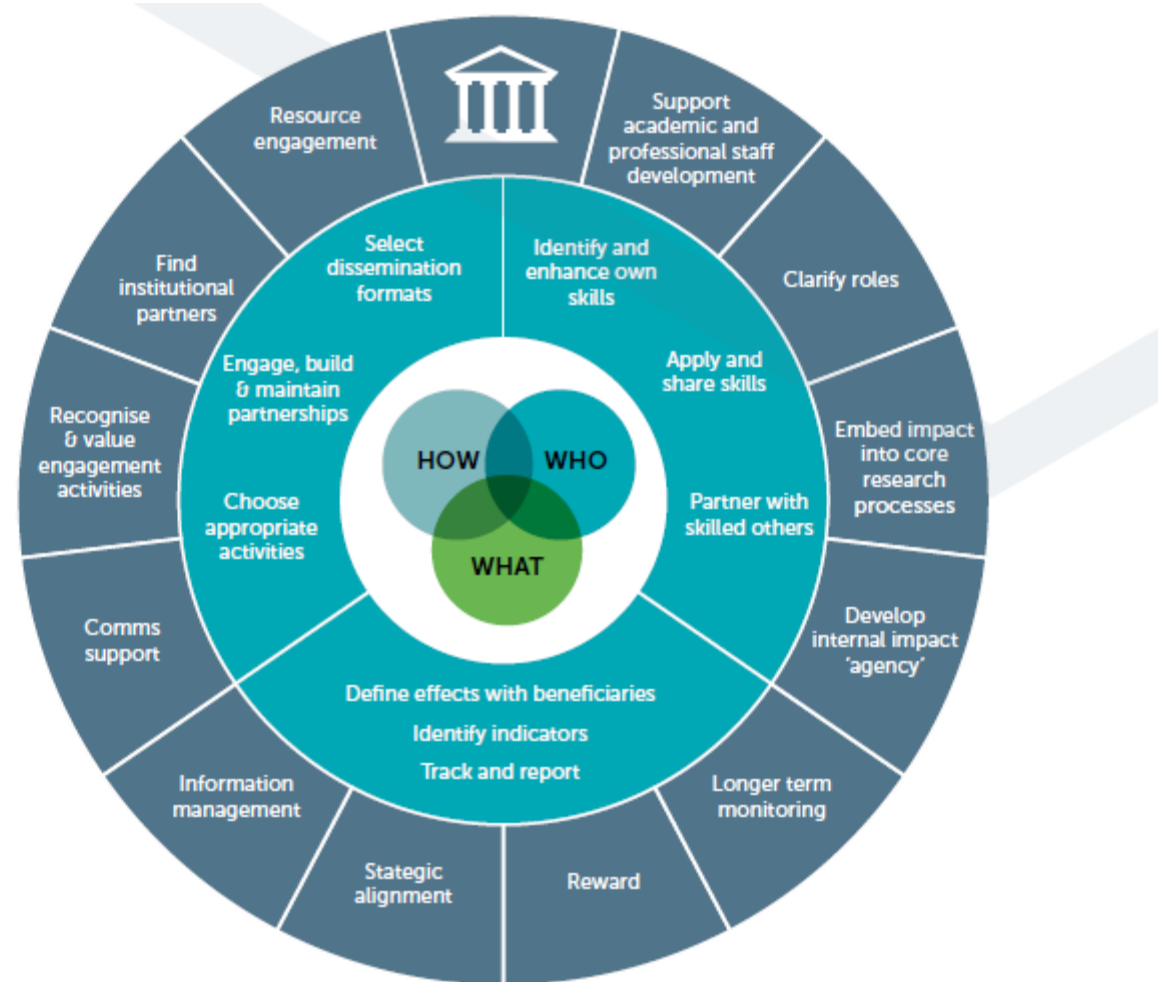 Resource
engagement
Support
academic and
professional staff
development
Clarify roles
Embed impact
into core
research
processes
Develop
internal impact
‘agency’
Longer term
monitoring
Reward
Stategic
alignment
Information
management
Comms
support
Recognise
& value
engagement
activities
Find
institutional
partners
Select
dissemination
formats
Engage, build
& maintain
partnerships
Choose
appropriate
activities
Identify and
enhance own
skills
Apply and
share skills
Partner with
skilled others
Define effects with beneficiaries
Identify indicators
Track and report
HOW
WHO
WHAT